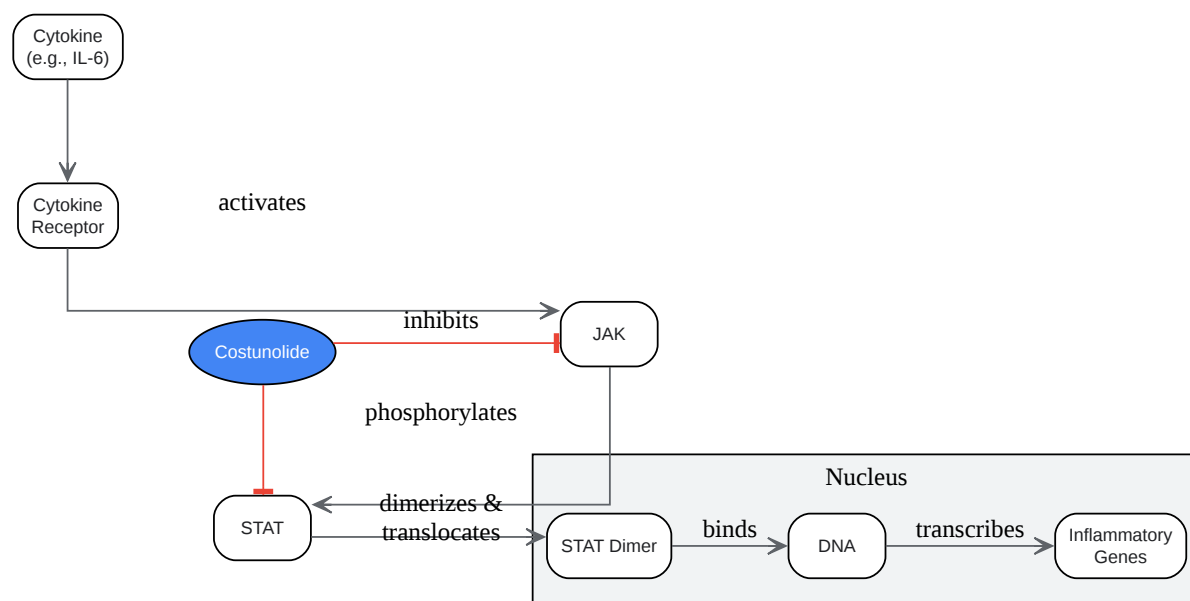 Cytokine
(e.g., IL-6)
Cytokine
Receptor
activates
inhibits
JAK
Costunolide
phosphorylates
Nucleus
dimerizes &
translocates
STAT
STAT Dimer
binds
DNA
transcribes
Inflammatory
Genes